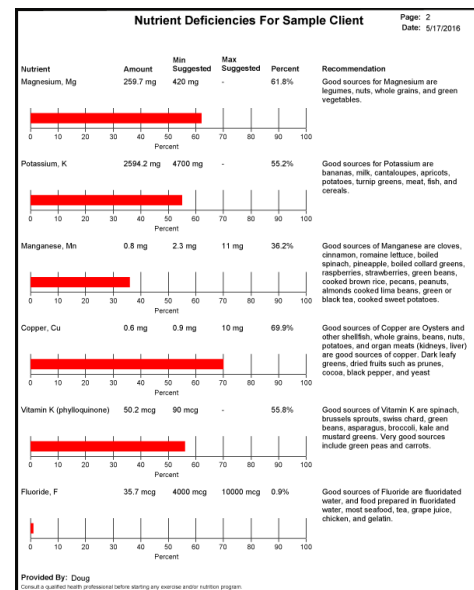 Nutrient Deficiencies For Sample Client
Page: 2
Date: 5/17/2016
Nutrient Amount Min Suggested Max Suggested Percent Recommendation
Magnesium, Mg 259.7 mg 420 mg - 61.8% Good sources for Magnesium are
legumes, nuts, whole grains, and green
vegetables.
0 10 20 30 40 50 60 70 80 90 100
Percent
Potassium, K 2594.2 mg 4700 mg - 55.2% Good sources for Potassium are
bananas, milk, cantaloupes, apricots,
potatoes, turnip greens, meat, fish, and
cereals.
0 10 20 30 40 50 60 70 80 90 100
Percent
Manganese, Mn 0.8 mg 2.3 mg 11 mg 36.2% Good sources of Manganese are cloves,
cinnamon, romaine lettuce, boiled
spinach, pineapple, boiled collard greens,
raspberries, strawberries, green beans,
cooked brown rice, pecans, peanuts,
almonds cooked lima beans, green or
black tea, cooked sweet potatoes.
0 10 20 30 40 50 60 70 80 90 100
Percent
Copper, Cu 0.6 mg 0.9 mg 10 mg 69.9% Good sources of Copper are Oysters and
other shellfish, whole grains, beans, nuts,
potatoes, and organ meats (kidneys, liver)
are good sources of copper. Dark leafy
greens, dried fruits such as prunes,
cocoa, black pepper, and yeast
0 10 20 30 40 50 60 70 80 90 100
Percent
Vitamin K (phylloquinone) 50.2 mcg 90 mcg - 55.8% Good sources of Vitamin K are spinach,
brussels sprouts, swiss chard, green
beans, asparagus, broccoli, kale and
mustard greens. Very good sources
include green peas and carrots.
0 10 20 30 40 50 60 70 80 90 100
Percent
Fluoride, F 35.7 mcg 4000 mcg 10000 mcg 0.9% Good sources of Fluoride are fluoridated
water, and food prepared in fluoridated
water, most seafood, tea, grape juice,
chicken, and gelatin.
0 10 20 30 40 50 60 70 80 90 100
Percent
Provided By: Doug
Consult a qualified health professional before starting any exercise and/or nutrition program.